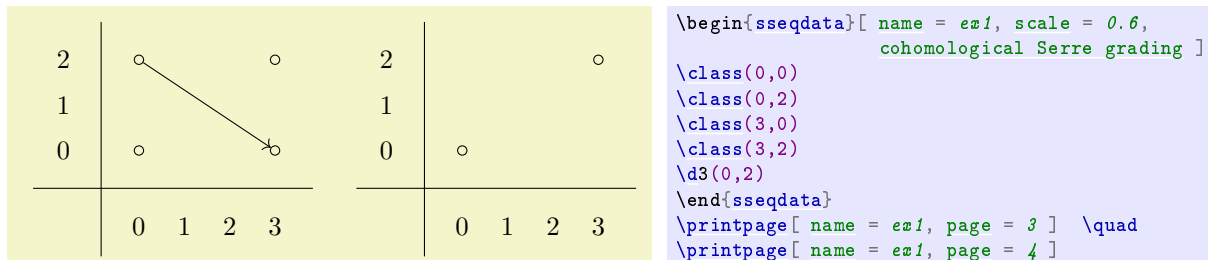 2 2
1 1
0 0
0 1 2 3 0 1 2 3
\begin{sseqdata}[ name = ex1, scale = 0.6,
cohomological Serre grading ]
\class(0,0)
\class(0,2)
\class(3,0)
\class(3,2)
\d3(0,2)
\end{sseqdata}
\printpage[ name = ex1, page = 3 ] \quad
\printpage[ name = ex1, page = 4 ]